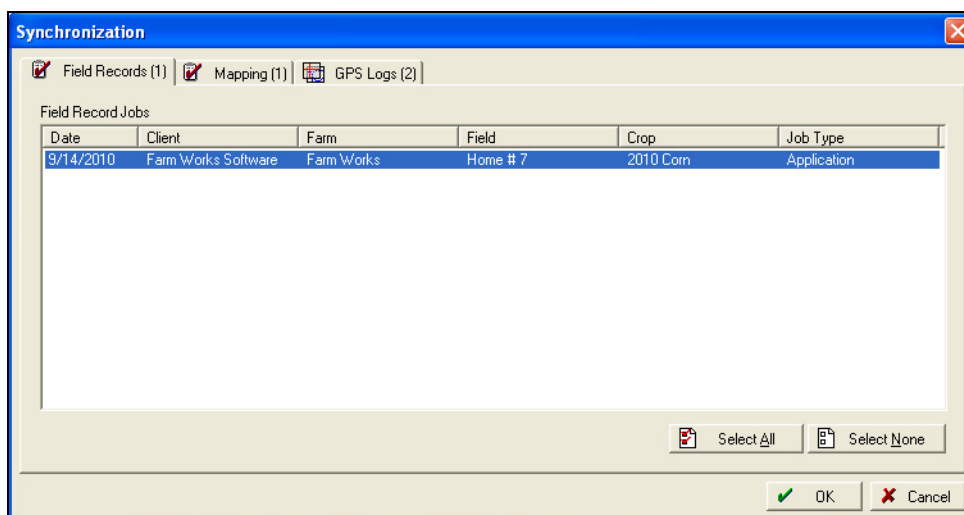 Synchronization
Field Records (1) Mapping (1) GPS Logs (2)
Field Record Jobs
Date Client Farm Field Crop Job Type
9/14/2010 Farm Works Software Farm Works Home # 7 2010 Corn Application
Select All Select None
OK Cancel